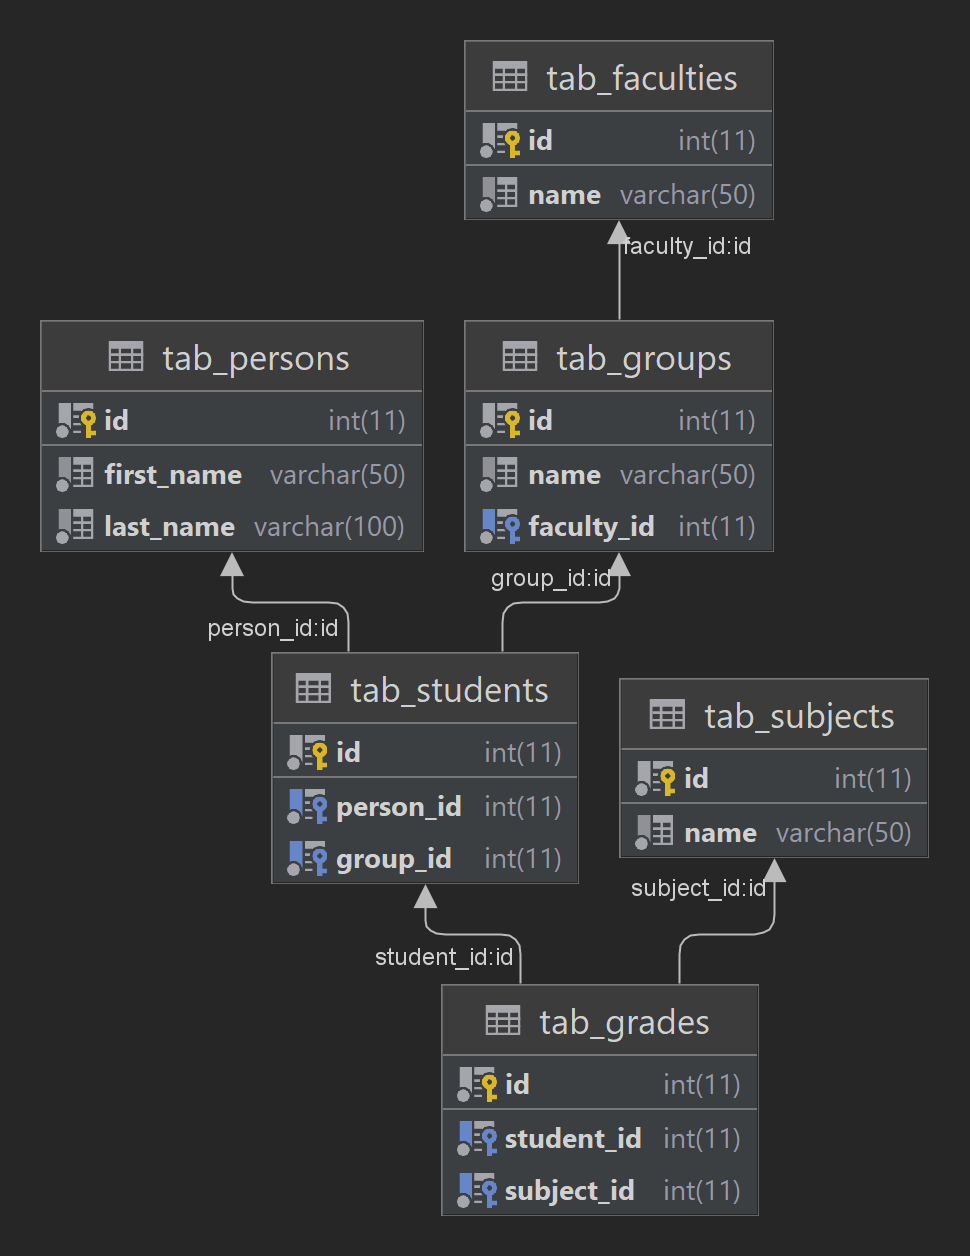 tab_faculties
id int(11)
name varchar(50)
faculty_id:id
tab_persons
id int(11)
first_name varchar(50)
last_name varchar(100)
tab_groups
id int(11)
name varchar(50)
faculty_id int(11)
group_id:id
person_id:id
tab_students
id int(11)
person_id int(11)
group_id int(11)
tab_subjects
id int(11)
name varchar(50)
subject_id:id
student_id:id
tab_grades
id int(11)
student_id int(11)
subject_id int(11)